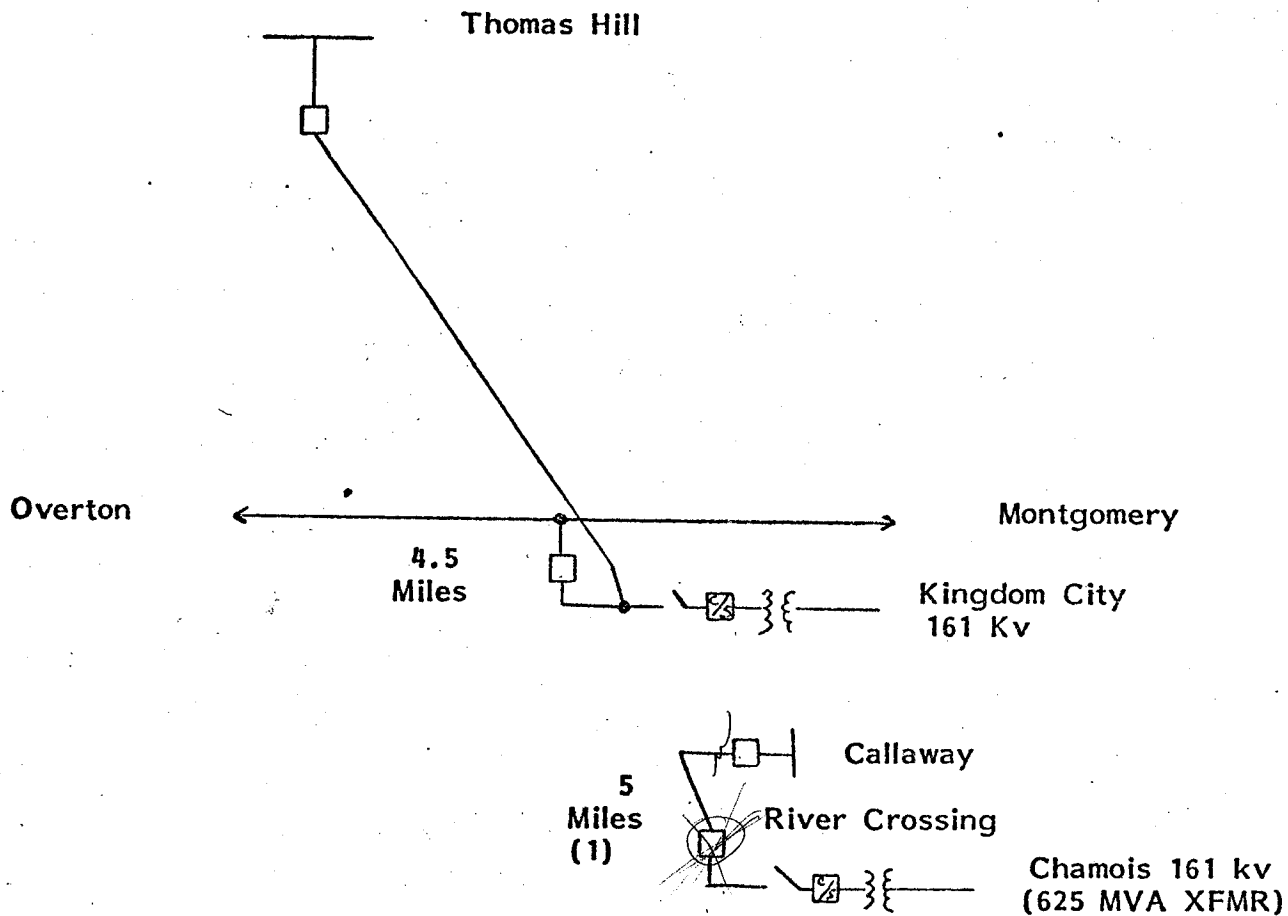 Thomas Hill
Overton
Montgomery
4.5
Miles
C/S
Kingdom City
161 Kv
Callaway
5
Miles
(1)
River Crossing
C/S
Chamois 161 kv
(625 MVA XFMR)